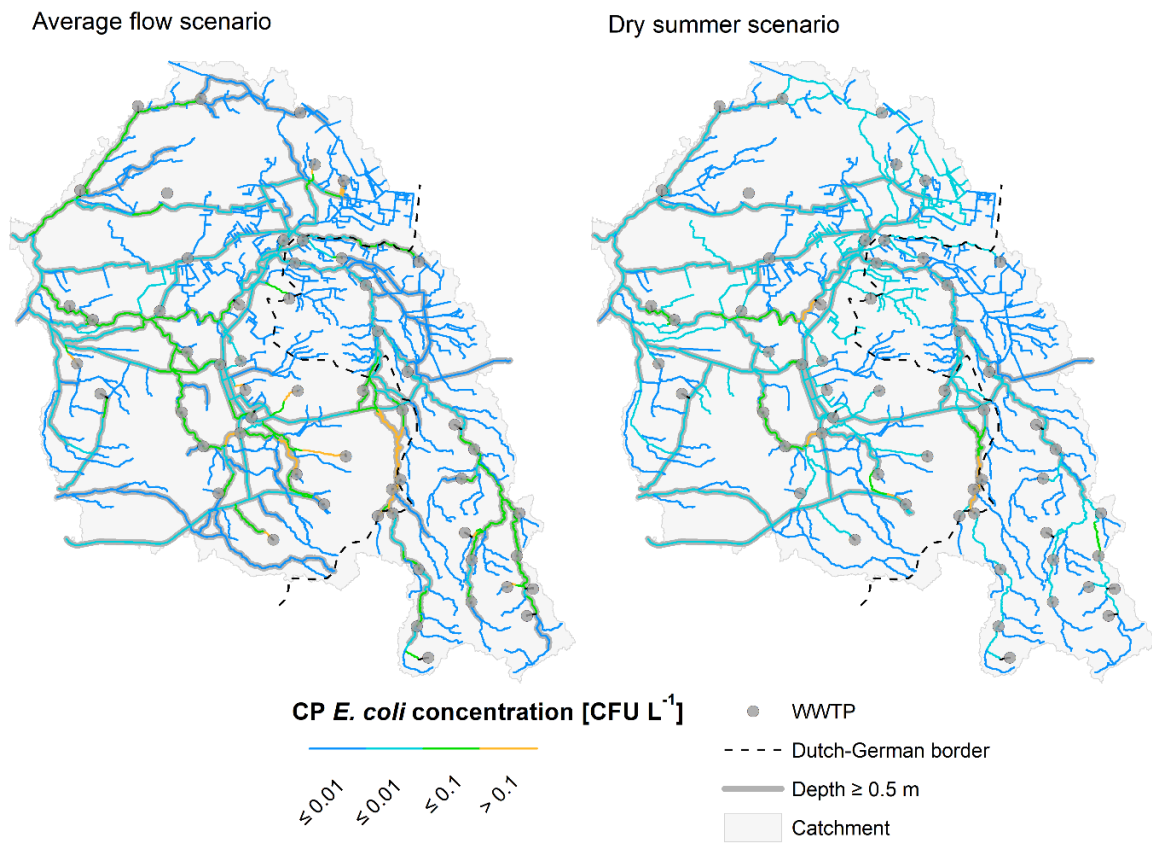 Average flow scenario
Dry summer scenario
CP E. coli concentration [CFU L⁻¹]
≤ 0.01
≤ 0.01
≤ 0.1
> 0.1
WWTP
Dutch-German border
Depth ≥ 0.5 m
Catchment